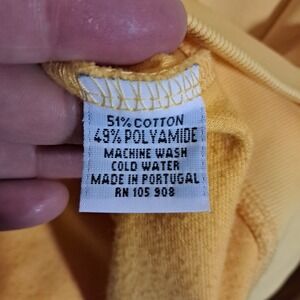 51% COTTON
49% POLYAMIDE
MACHINE WASH
COLD WATER
MADE IN PORTUGAL
RN 105 908